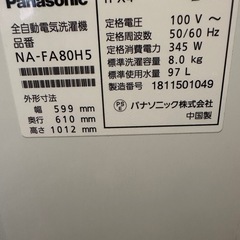 Panasonic
全自動電気洗濯機
品番
NA-FA80H5
外形寸法
幅 : 599 mm
奥行 : 610 mm
高さ : 1012 mm
定格電圧 : 100 V～
定格周波数 : 50/60 Hz
定格消費電力 : 345 W
標準洗濯容量 : 8.0kg
標準使用水量 : 97 L
製造番号 1811501049
PS
E
パナソニック株式会社
中国製